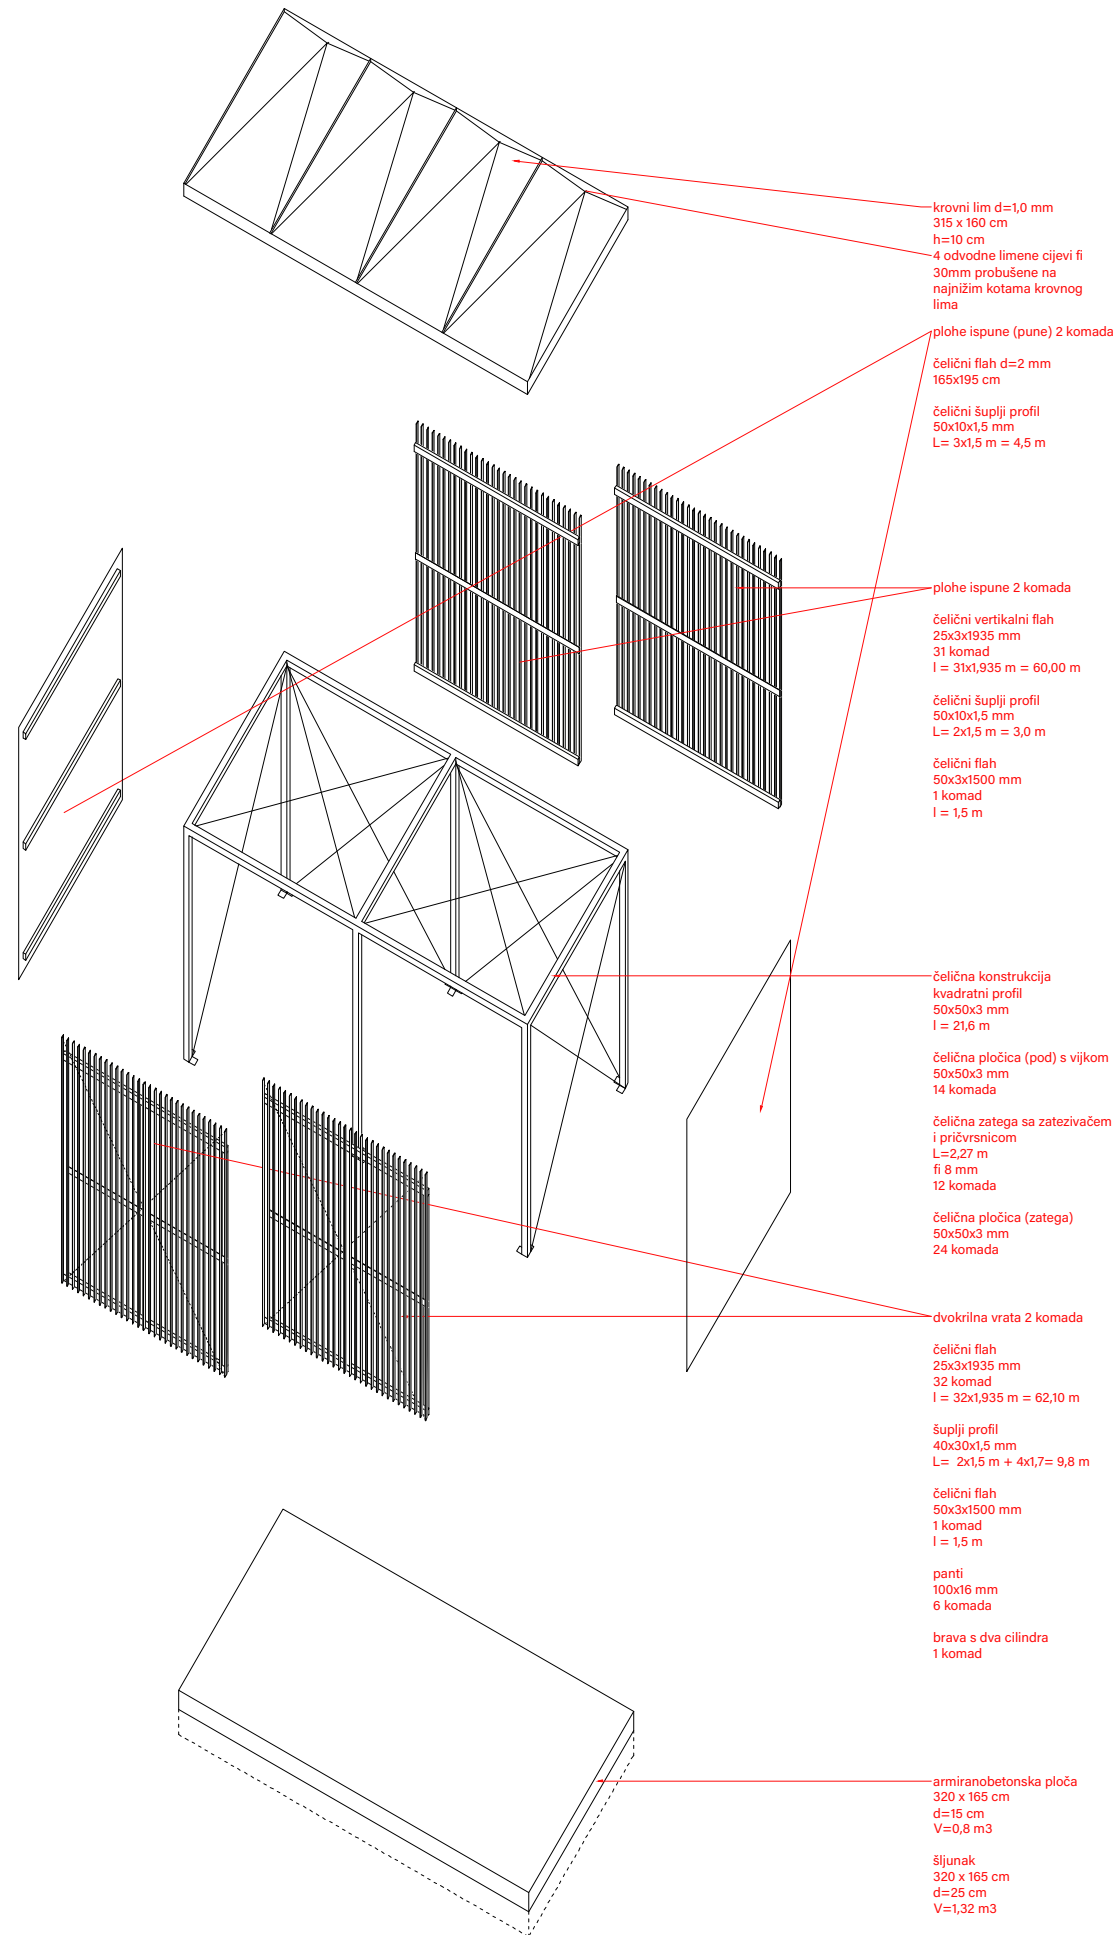 krovni lim d=1,0 mm
315 x 160 cm
h=10 cm
4 odvodne limene cijevi fi
30mm probušene na
najnižim kotama krovnog
lima
plohe ispune (pune) 2 komada
čelični flah d=2 mm
165x195 cm
čelični šuplji profil
50x10x1,5 mm
L= 3x1,5 m = 4,5 m
plohe ispune 2 komada
čelični vertikalni flah
25x3x1935 mm
31 komad
l = 31x1,935 m = 60,00 m
čelični šuplji profil
50x10x1,5 mm
L= 2x1,5 m = 3,0 m
čelični flah
50x3x1500 mm
1 komad
l = 1,5 m
čelična konstrukcija
kvadratni profil
50x50x3 mm
l = 21,6 m
čelična pločica (pod) s vijkom
50x50x3 mm
14 komada
čelična zatega sa zatezivačem
i pričvrsnicom
L=2,27 m
fi 8 mm
12 komada
čelična pločica (zatega)
50x50x3 mm
24 komada
dvokrilna vrata 2 komada
čelični flah
25x3x1935 mm
32 komad
l = 32x1,935 m = 62,10 m
šuplji profil
40x30x1,5 mm
L=  2x1,5 m + 4x1,7= 9,8 m
čelični flah
50x3x1500 mm
1 komad
l = 1,5 m
panti
100x16 mm
6 komada
brava s dva cilindra
1 komad
armiranobetonska ploča
320 x 165 cm
d=15 cm
V=0,8 m3
šljunak
320 x 165 cm
d=25 cm
V=1,32 m3